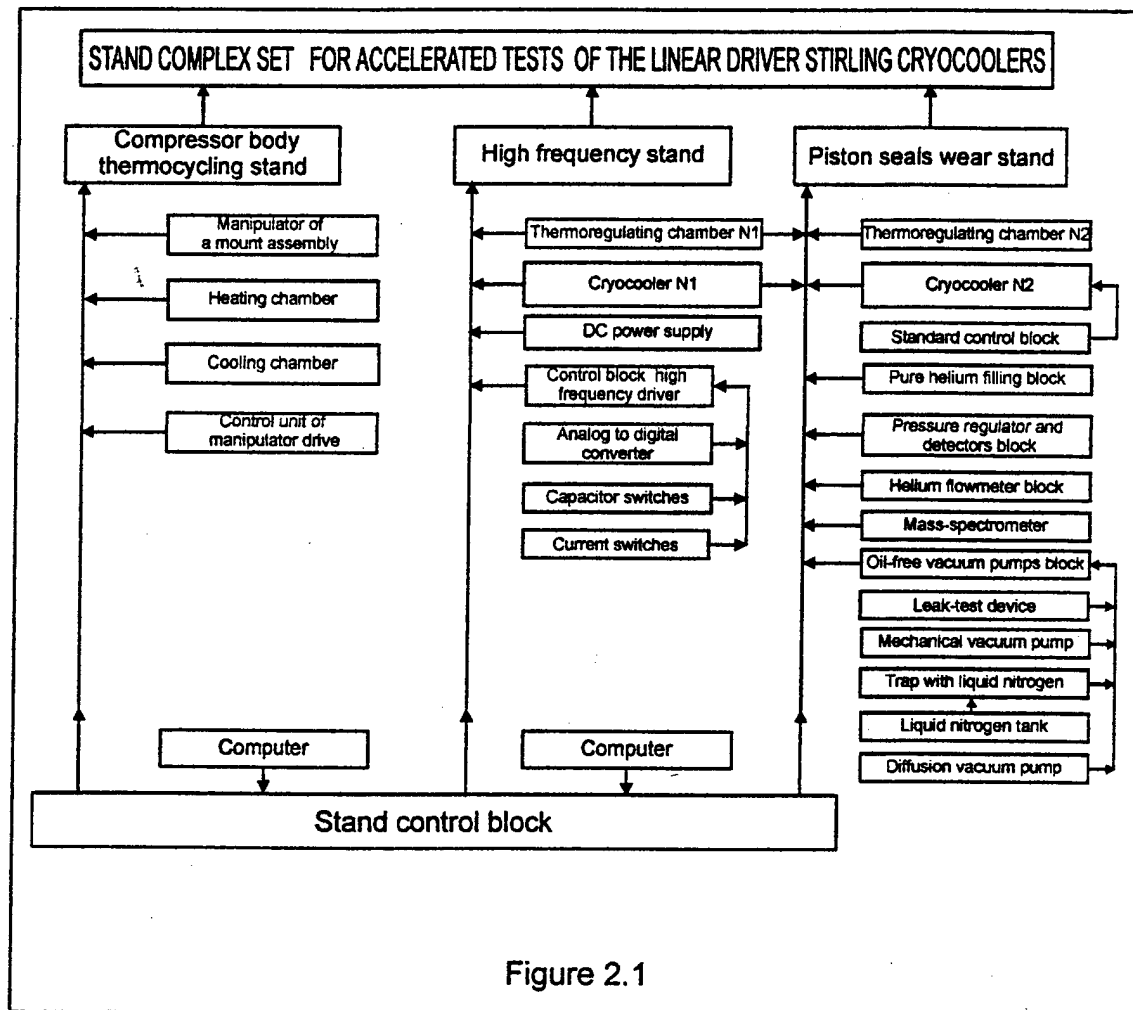 STAND COMPLEX SET FOR ACCELERATED TESTS OF THE LINEAR DRIVER STIRLING CRYOCOOLERS
Compressor body
thermocycling stand
Manipulator of
a mount assembly
Heating chamber
Cooling chamber
Control unit of
manipulator drive
High frequency stand
Thermoregulating chamber N1
Cryocooler N1
DC power supply
Control block high
frequency driver
Analog to digital
converter
Capacitor switches
Current switches
Piston seals wear stand
Thermoregulating chamber N2
Cryocooler N2
Standard control block
Pure helium filling block
Pressure regulator and
detectors block
Helium flowmeter block
Mass-spectrometer
Oil-free vacuum pumps block
Leak-test device
Mechanical vacuum pump
Trap with liquid nitrogen
Liquid nitrogen tank
Diffusion vacuum pump
Computer
Computer
Stand control block
Figure 2.1